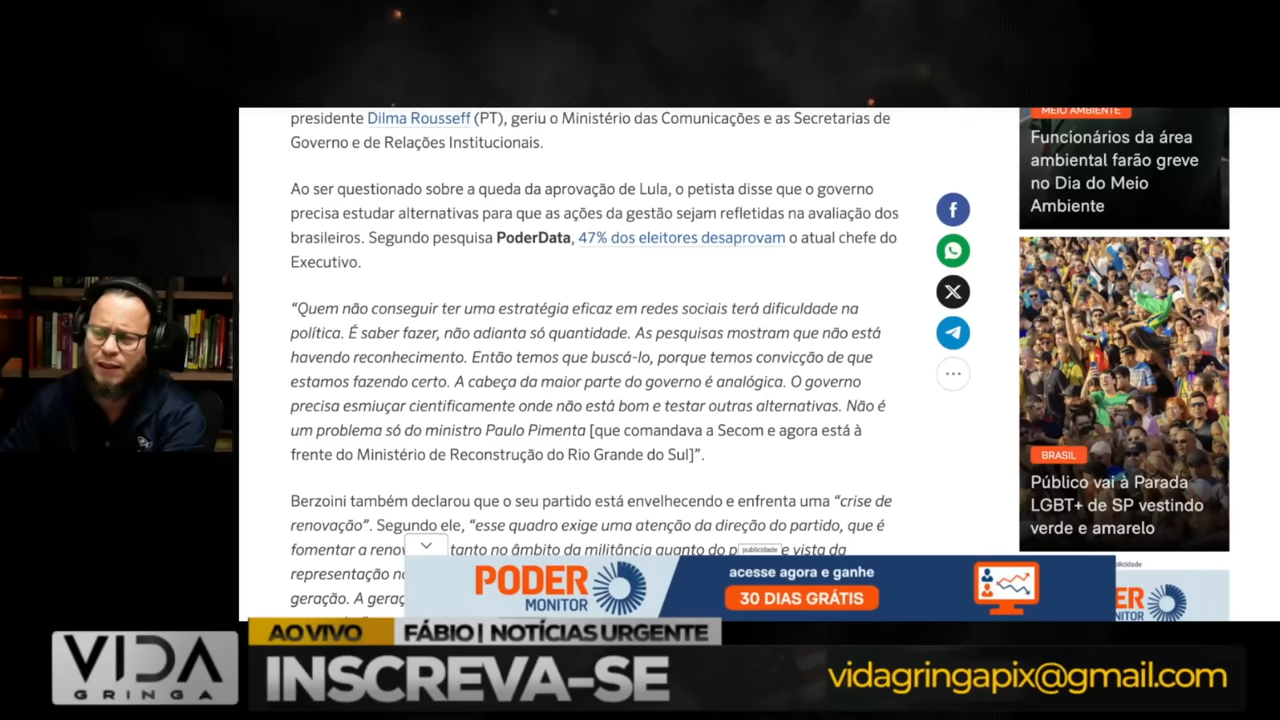 presidente Dilma Rousseff (PT), geriu o Ministério das Comunicações e as Secretarias de
Governo e de Relações Institucionais.
Ao ser questionado sobre a queda da aprovação de Lula, o petista disse que o governo
precisa estudar alternativas para que as ações da gestão sejam refletidas na avaliação dos
brasileiros. Segundo pesquisa PoderData, 47% dos eleitores desaprovam o atual chefe do
Executivo.
“Quem não conseguir ter uma estratégia eficaz em redes sociais terá dificuldade na
política. É saber fazer, não adianta só quantidade. As pesquisas mostram que não está
havendo reconhecimento. Então temos que buscá-lo, porque temos convicção de que
estamos fazendo certo. A cabeça da maior parte do governo é analógica. O governo
precisa esmiuçar cientificamente onde não está bom e testar outras alternativas. Não é
um problema só do ministro Paulo Pimenta [que comandava a Secom e agora está à
frente do Ministério de Reconstrução do Rio Grande do Sul]”.
Berzoini também declarou que o seu partido está envelhecendo e enfrenta uma “crise de
renovação”. Segundo ele, “esse quadro exige uma atenção da direção do partido, que é
fomentar a renov tanto no âmbito da militância quanto do p e vista da
representação n
geração. A geraç
MEIO AMBIENTE
Funcionários da área
ambiental farão greve
no Dia do Meio
Ambiente
BRASIL
Público vai à Parada
LGBT+ de SP vestindo
verde e amarelo
publicidade
PODER
MONITOR
acesse agora e ganhe
30 DIAS GRÁTIS
licidade
ER
NITOR
VIDA
GRINGA
AO VIVO
FÁBIO | NOTÍCIAS URGENTE
INSCREVA-SE
vidagringapix@gmail.com